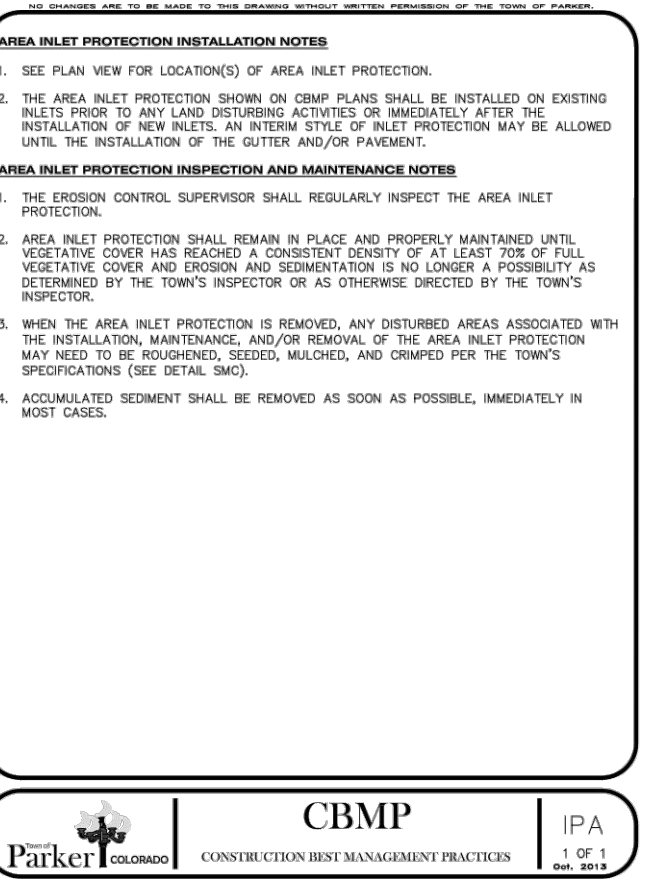 NO CHANGES ARE TO BE MADE TO THIS DRAWING WITHOUT WRITTEN PERMISSION OF THE TOWN OF PARKER.
AREA INLET PROTECTION INSTALLATION NOTES
1. SEE PLAN VIEW FOR LOCATION(S) OF AREA INLET PROTECTION.
2. THE AREA INLET PROTECTION SHOWN ON CBMP PLANS SHALL BE INSTALLED ON EXISTING
INLETS PRIOR TO ANY LAND DISTURBING ACTIVITIES OR IMMEDIATELY AFTER THE
INSTALLATION OF NEW INLETS. AN INTERIM STYLE OF INLET PROTECTION MAY BE ALLOWED
UNTIL THE INSTALLATION OF THE GUTTER AND/OR PAVEMENT.
AREA INLET PROTECTION INSPECTION AND MAINTENANCE NOTES
1. THE EROSION CONTROL SUPERVISOR SHALL REGULARLY INSPECT THE AREA INLET
PROTECTION.
2. AREA INLET PROTECTION SHALL REMAIN IN PLACE AND PROPERLY MAINTAINED UNTIL
VEGETATIVE COVER HAS REACHED A CONSISTENT DENSITY OF AT LEAST 70% OF FULL
VEGETATIVE COVER AND EROSION AND SEDIMENTATION IS NO LONGER A POSSIBILITY AS
DETERMINED BY THE TOWN'S INSPECTOR OR AS OTHERWISE DIRECTED BY THE TOWN'S
INSPECTOR.
3. WHEN THE AREA INLET PROTECTION IS REMOVED, ANY DISTURBED AREAS ASSOCIATED WITH
THE INSTALLATION, MAINTENANCE, AND/OR REMOVAL OF THE AREA INLET PROTECTION
MAY NEED TO BE ROUGHENED, SEEDED, MULCHED, AND CRIMPED PER THE TOWN'S
SPECIFICATIONS (SEE DETAIL SMC).
4. ACCUMULATED SEDIMENT SHALL BE REMOVED AS SOON AS POSSIBLE, IMMEDIATELY IN
MOST CASES.
Town of
Parker COLORADO
CBMP
CONSTRUCTION BEST MANAGEMENT PRACTICES
IPA
1 OF 1
Oct. 2013